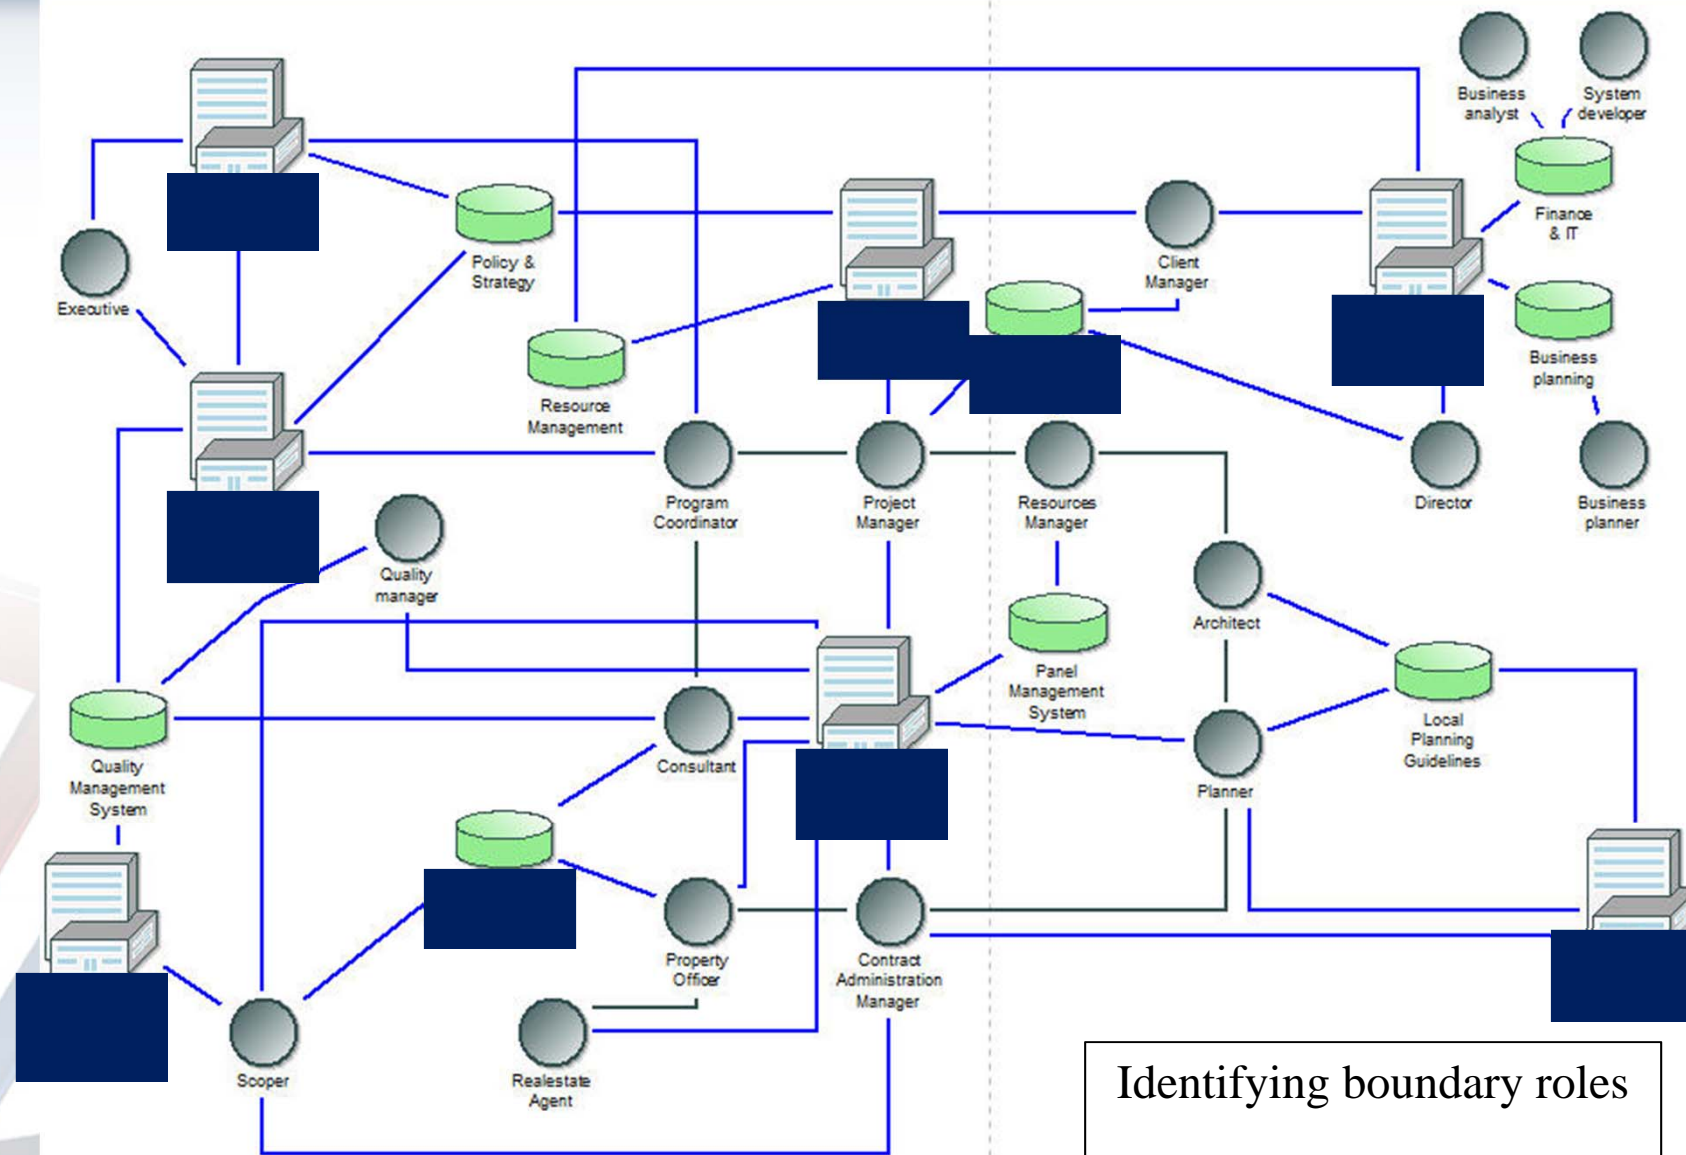 Business
analyst
System
developer
Finance
& IT
Policy &
Strategy
Client
Manager
Executive
Business
planning
Resource
Management
Program
Coordinator
Project
Manager
Resources
Manager
Director
Business
planner
Quality
manager
Architect
Panel
Management
System
Local
Planning
Guidelines
Quality
Management
System
Consultant
Planner
Property
Officer
Contract
Administration
Manager
Scoper
Realestate
Agent
Identifying boundary roles